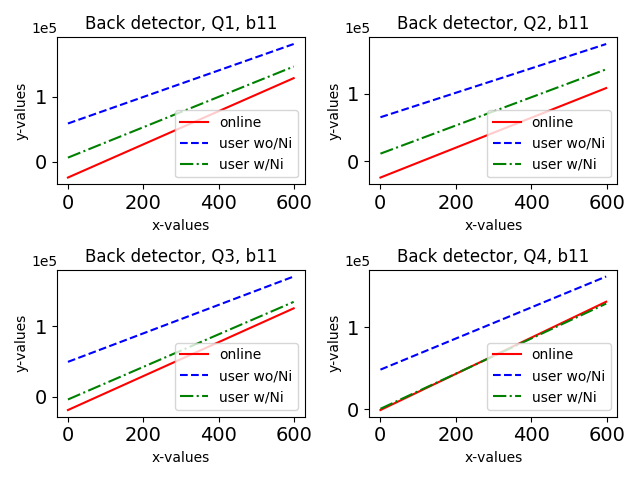 Back detector, Q1, b11
1e5
y-values
1
0
online
user wo/Ni
user w/Ni
0 200 400 600
x-values
Back detector, Q2, b11
1e5
y-values
1
0
online
user wo/Ni
user w/Ni
0 200 400 600
x-values
Back detector, Q3, b11
1e5
y-values
1
0
online
user wo/Ni
user w/Ni
0 200 400 600
x-values
Back detector, Q4, b11
1e5
y-values
1
0
online
user wo/Ni
user w/Ni
0 200 400 600
x-values